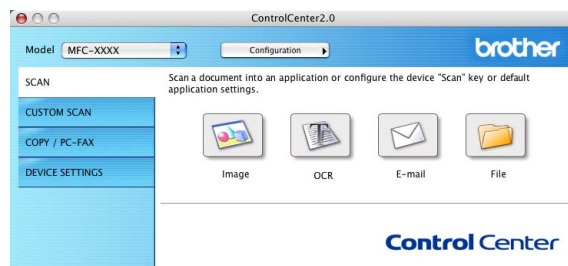 ControlCenter2.0
Model MFC-XXXX Configuration brother
SCAN
Scan a document into an application or configure the device "Scan" key or default
application settings.
CUSTOM SCAN
COPY / PC-FAX
DEVICE SETTINGS
Image OCR E-mail File
Control Center